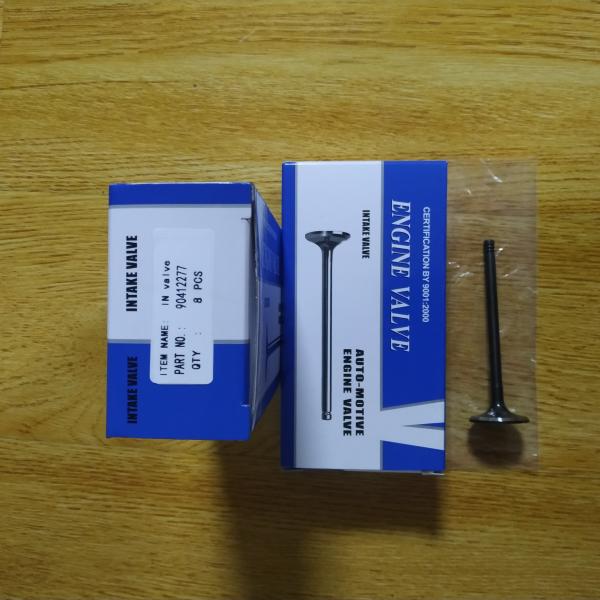 INTAKE VALVE
INTAKE VALVE
ITEM NAME: IN valve
PART NO.: 90412277
QTY : 8 PCS
CERTIFICATION BY 9001:2000
ENGINE VALVE
INTAKE VALVE
AUTO-MOTIVE
ENGINE VALVE